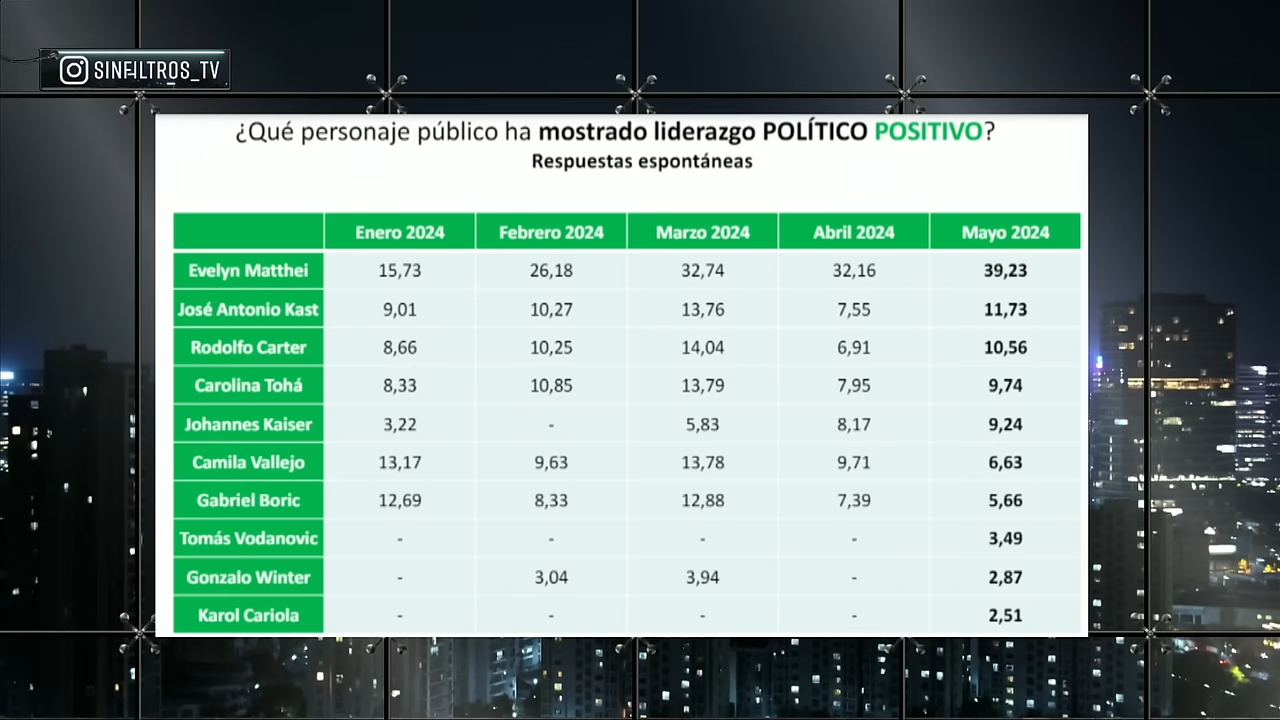 SINFILTROS_TV
¿Qué personaje público ha mostrado liderazgo POLÍTICO POSITIVO?
Respuestas espontáneas
Enero 2024 Febrero 2024 Marzo 2024 Abril 2024 Mayo 2024
Evelyn Matthei 15,73 26,18 32,74 32,16 39,23
José Antonio Kast 9,01 10,27 13,76 7,55 11,73
Rodolfo Carter 8,66 10,25 14,04 6,91 10,56
Carolina Tohá 8,33 10,85 13,79 7,95 9,74
Johannes Kaiser 3,22 - 5,83 8,17 9,24
Camila Vallejo 13,17 9,63 13,78 9,71 6,63
Gabriel Boric 12,69 8,33 12,88 7,39 5,66
Tomás Vodanovic - - - - 3,49
Gonzalo Winter - 3,04 3,94 - 2,87
Karol Cariola - - - - 2,51